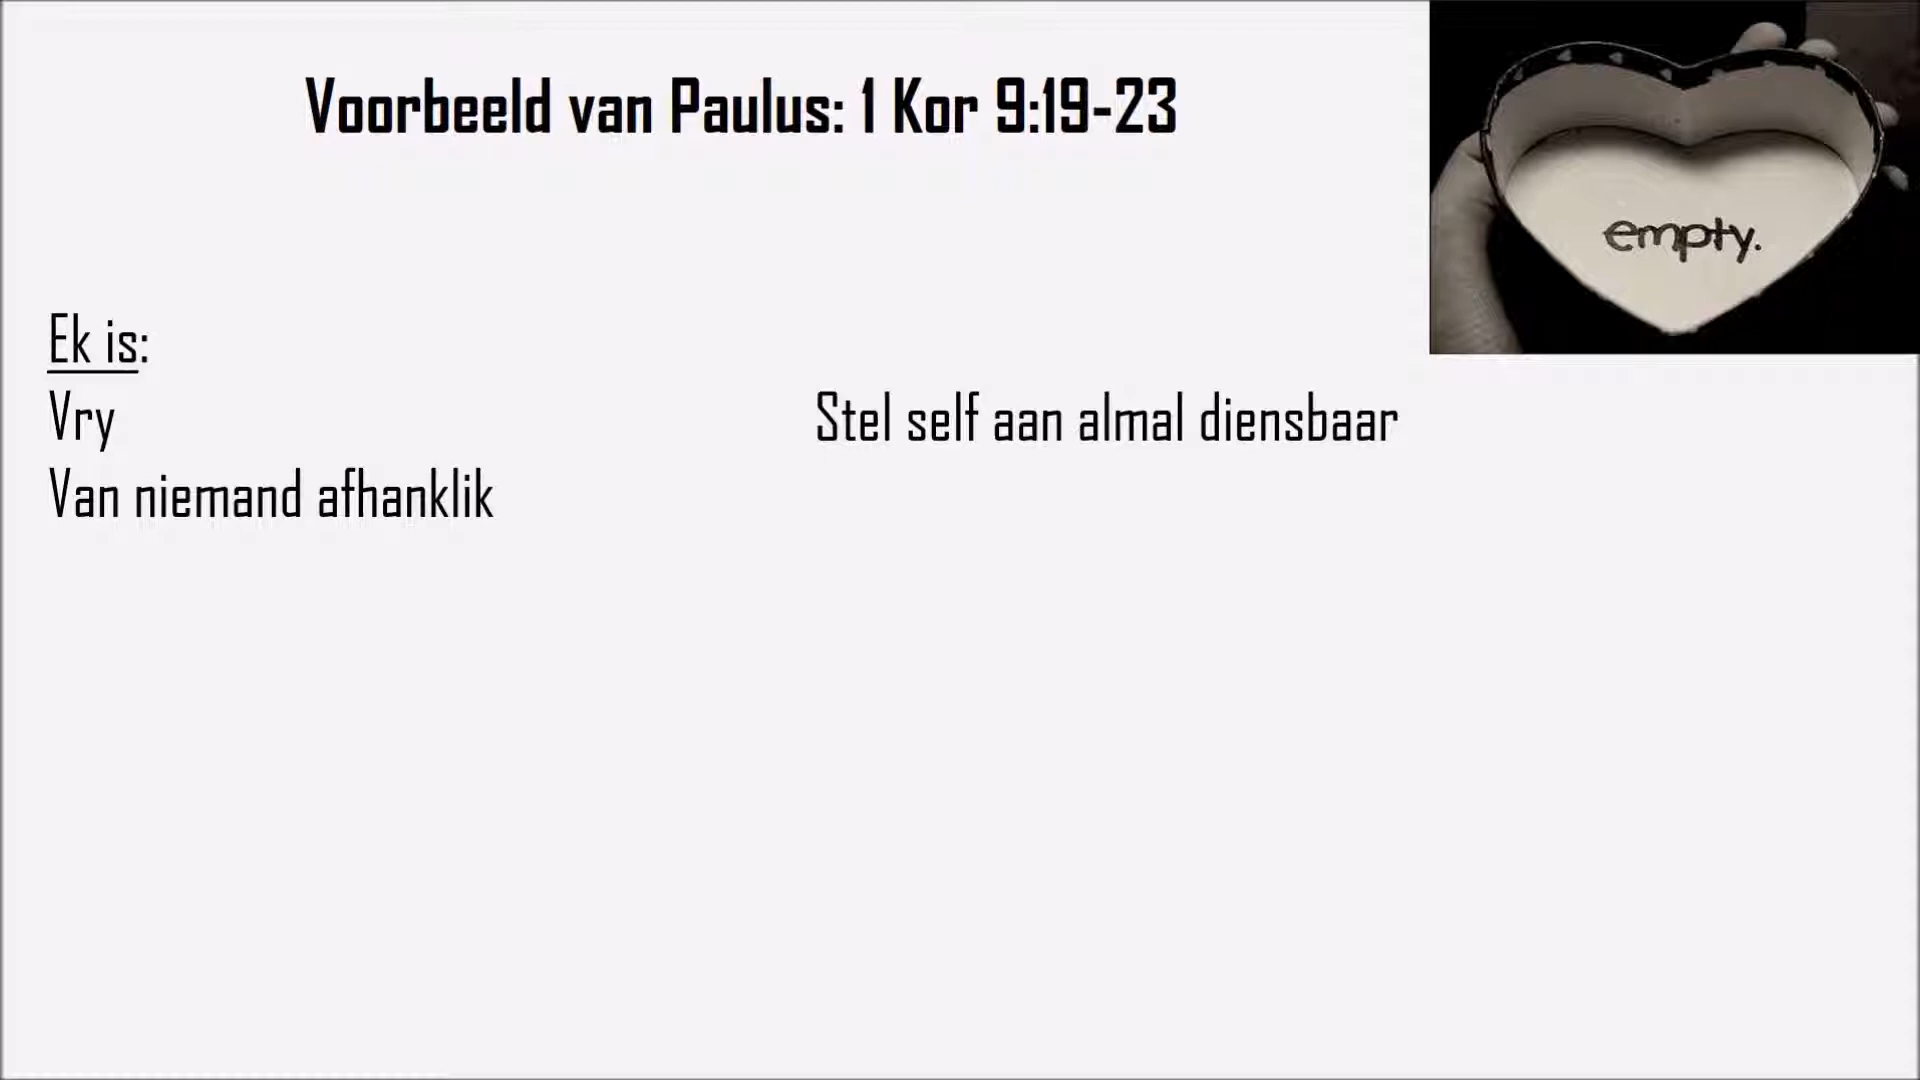 Voorbeeld van Paulus: 1 Kor 9:19-23
empty.
Ek is:
Vry
Stel self aan almal diensbaar
Van niemand afhanklik